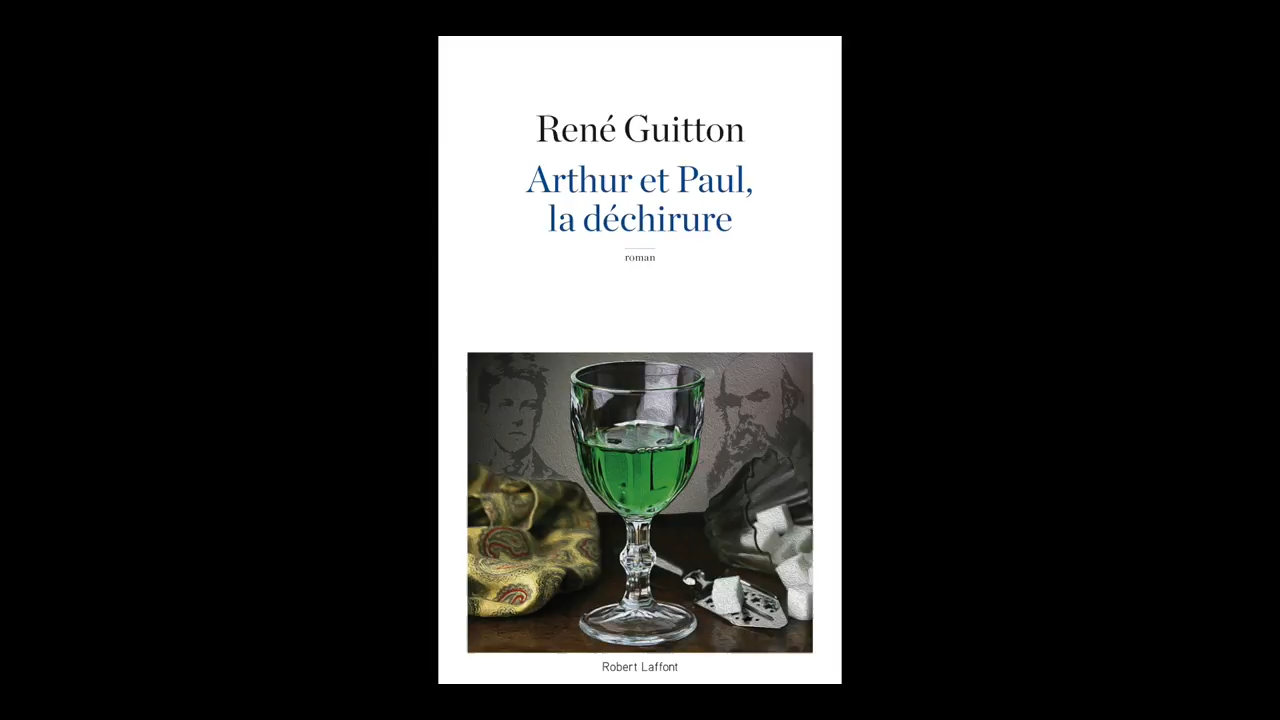 René Guitton
Arthur et Paul,
la déchirure
roman
Robert Laffont